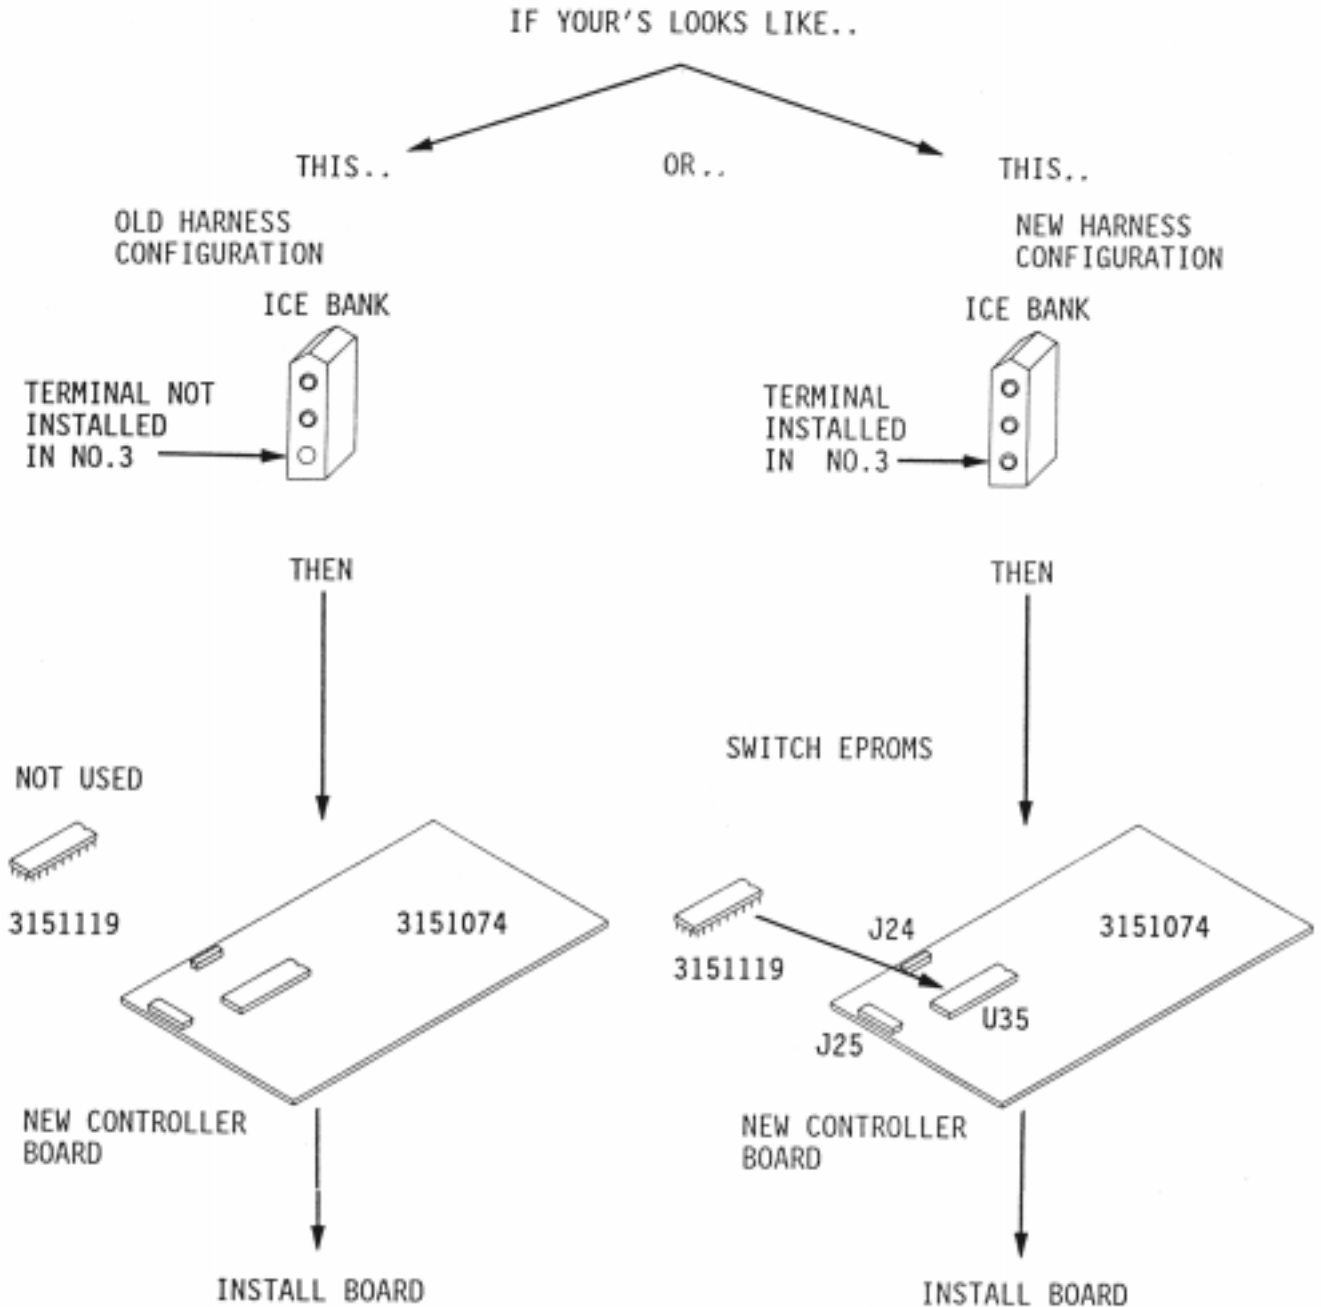 IF YOUR'S LOOKS LIKE..
THIS..
OR..
THIS..
OLD HARNESS
CONFIGURATION
NEW HARNESS
CONFIGURATION
ICE BANK
ICE BANK
TERMINAL NOT
INSTALLED
IN NO.3
TERMINAL
INSTALLED
IN NO.3
THEN
THEN
NOT USED
SWITCH EPROMS
3151119
3151074
3151119
J24
3151074
U35
J25
NEW CONTROLLER
BOARD
NEW CONTROLLER
BOARD
INSTALL BOARD
INSTALL BOARD